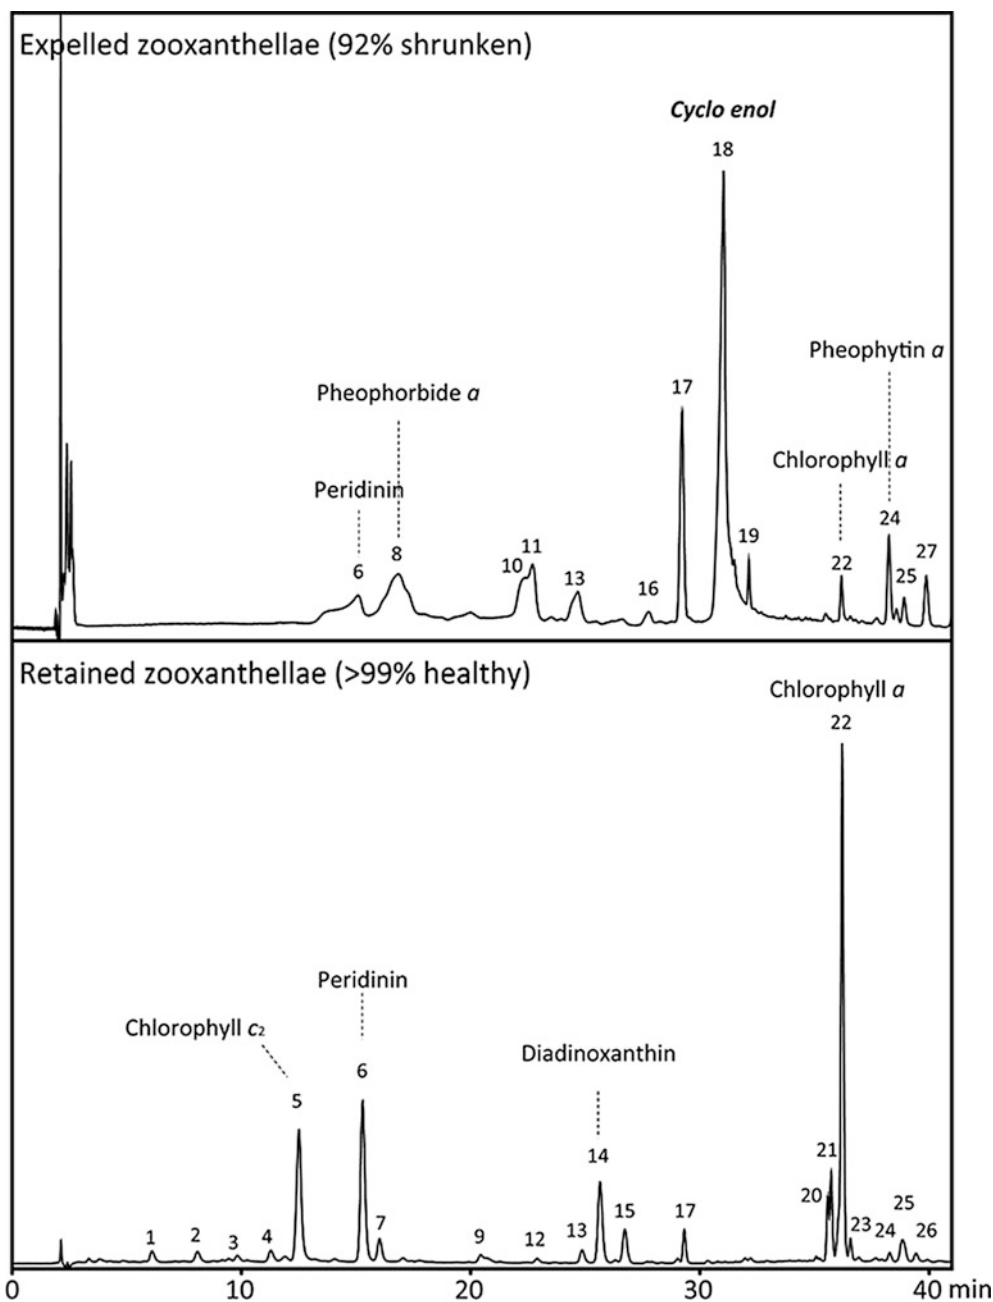 Expelled zooxanthellae (92% shrunken)
Cyclo enol
18
Pheophytin a
Pheophorbide a
17
Chlorophyll a
Peridinin
24
19
11
27
8
10
22
6
13
25
16
Retained zooxanthellae (>99% healthy)
Chlorophyll a
22
Peridinin
Chlorophyll c2
Diadinoxanthin
6
5
21
14
20
25
15
17
7
23
24
26
1
2
3
4
9
12
13
0 10 20 30 40 min